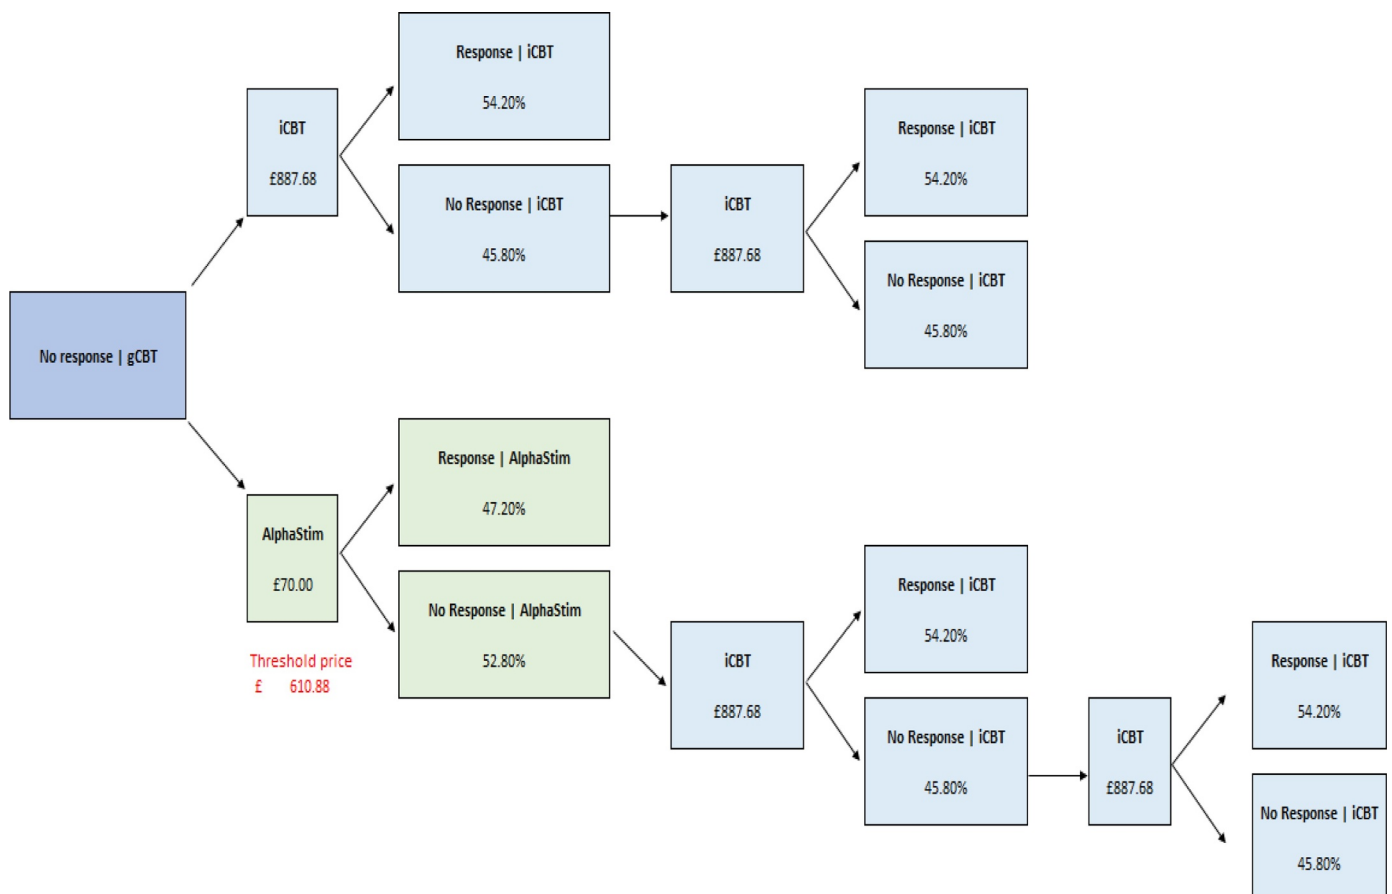 No response | gCBT
iCBT
£887.68
Response | iCBT
54.20%
No Response | iCBT
45.80%
iCBT
£887.68
Response | iCBT
54.20%
No Response | iCBT
45.80%
AlphaStim
£70.00
Threshold price
£ 610.88
Response | AlphaStim
47.20%
No Response | AlphaStim
52.80%
iCBT
£887.68
Response | iCBT
54.20%
No Response | iCBT
45.80%
iCBT
£887.68
Response | iCBT
54.20%
No Response | iCBT
45.80%